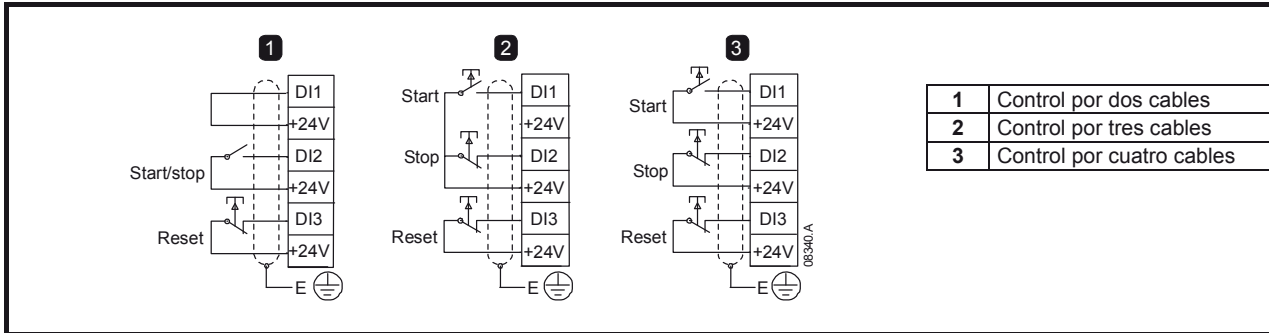 1
DI1
+24V
DI2
Start/stop
+24V
DI3
Reset
+24V
E
2
Start
DI1
+24V
Stop
DI2
+24V
DI3
Reset
+24V
E
3
Start
DI1
+24V
Stop
DI2
+24V
DI3
Reset
+24V
E
08340.A
1 Control por dos cables
2 Control por tres cables
3 Control por cuatro cables